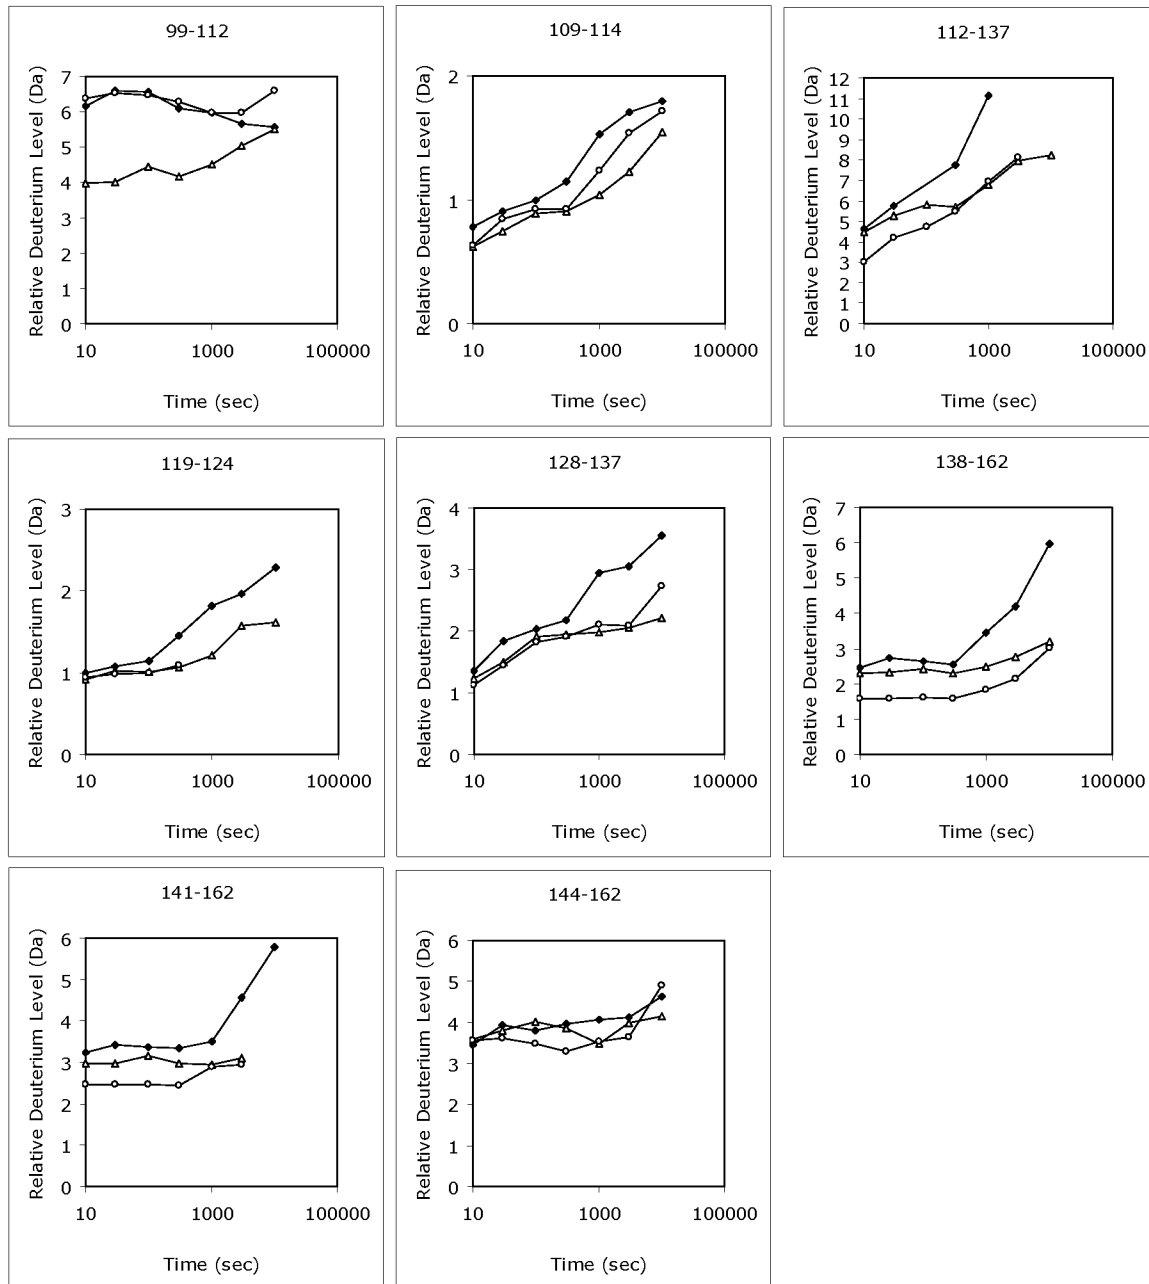 99-112
Relative Deuterium Level (Da)
7
6
5
4
3
2
1
0
10 1000 100000
Time (sec)
109-114
Relative Deuterium Level (Da)
2
1
0
10 1000 100000
Time (sec)
112-137
Relative Deuterium Level (Da)
12
11
10
9
8
7
6
5
4
3
2
1
0
10 1000 100000
Time (sec)
119-124
Relative Deuterium Level (Da)
3
2
1
0
10 1000 100000
Time (sec)
128-137
Relative Deuterium Level (Da)
4
3
2
1
0
10 1000 100000
Time (sec)
138-162
Relative Deuterium Level (Da)
7
6
5
4
3
2
1
0
10 1000 100000
Time (sec)
141-162
Relative Deuterium Level (Da)
6
5
4
3
2
1
0
10 1000 100000
Time (sec)
144-162
Relative Deuterium Level (Da)
6
5
4
3
2
1
0
10 1000 100000
Time (sec)